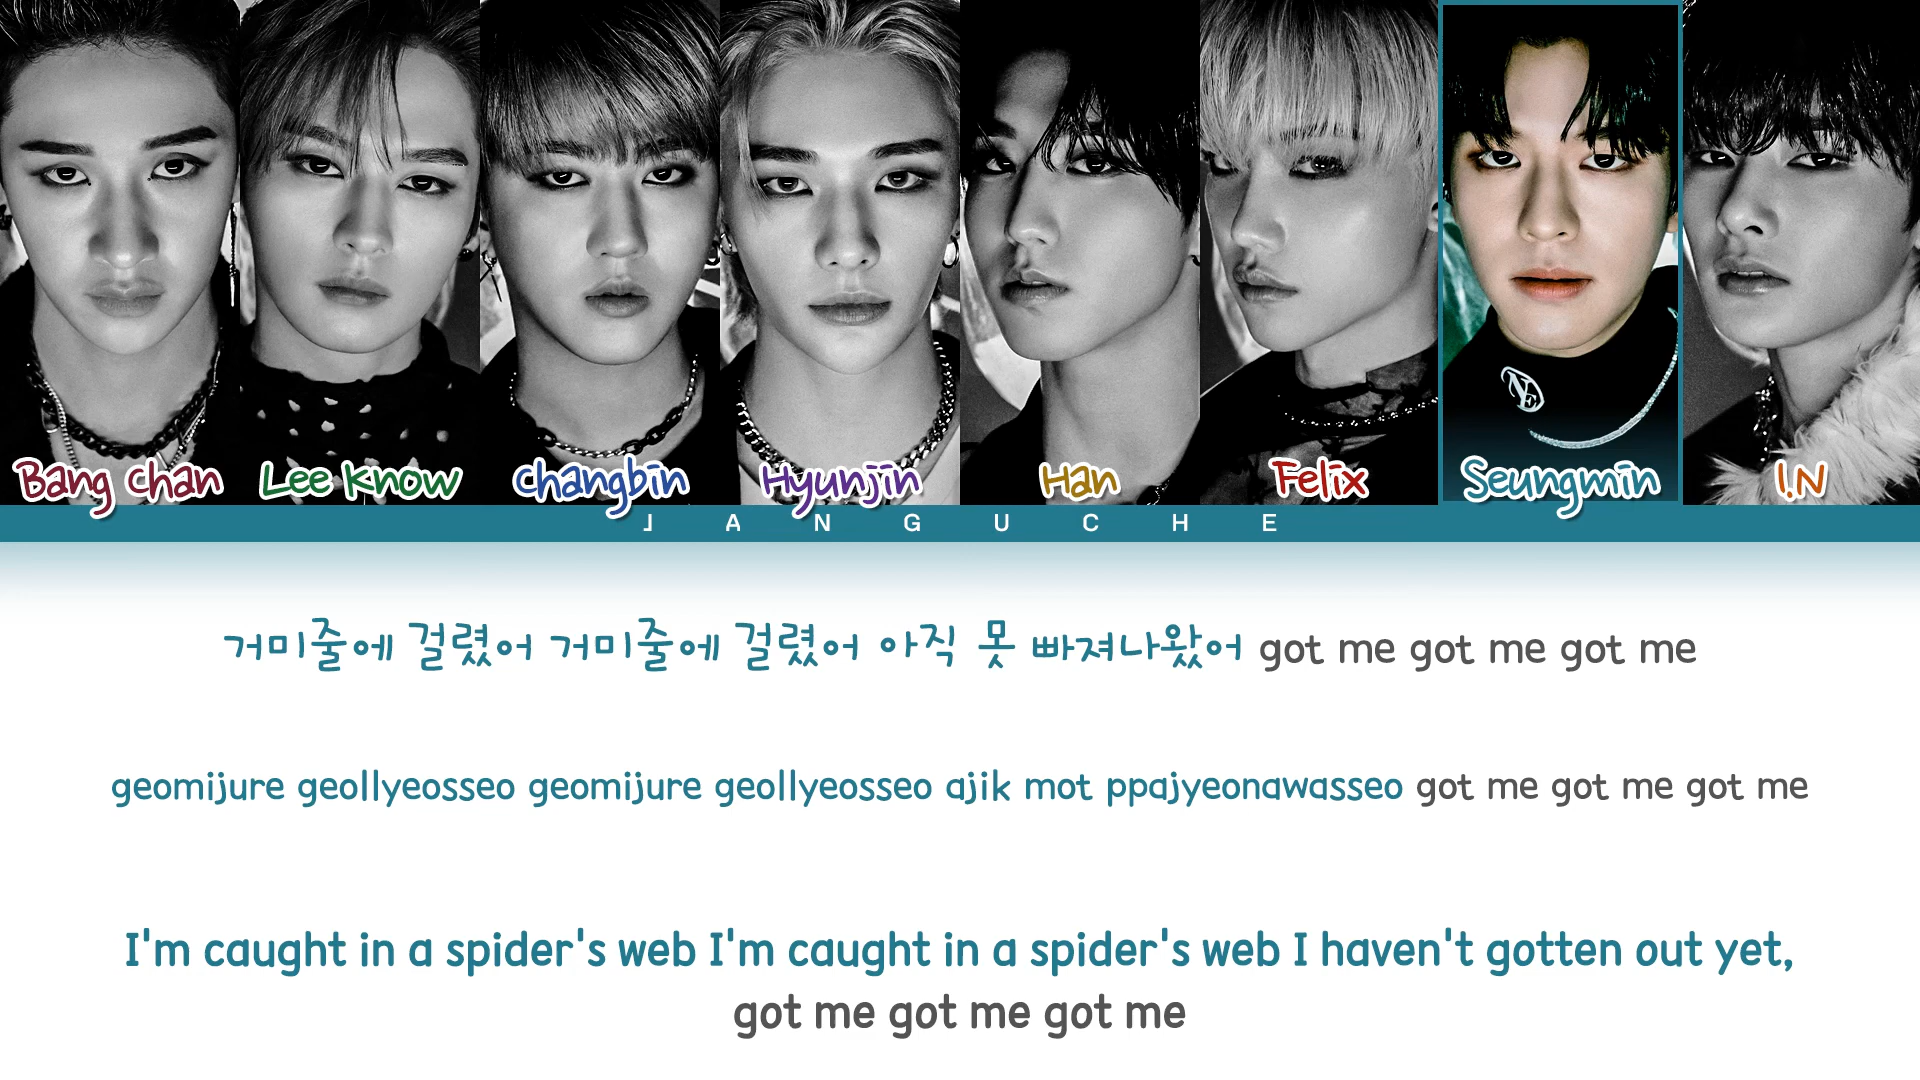 Bang Chan Lee Know Changbin Hyunjin Han Felix Seungmin I.N
JANGUCHE
거미줄에 걸렸어 거미줄에 걸렸어 아직 못 빠져나왔어 got me got me got me
geomijure geollyeosseo geomijure geollyeosseo ajik mot ppajyeonawasseo got me got me got me
I'm caught in a spider's web I'm caught in a spider's web I haven't gotten out yet,
got me got me got me